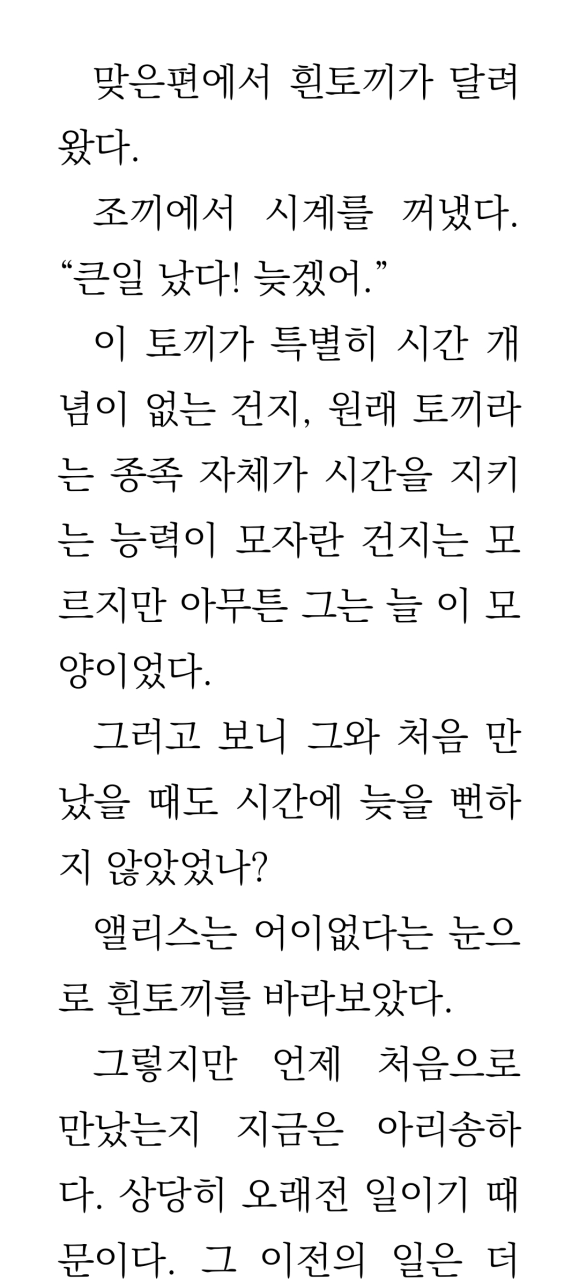 맞은편에서 흰토끼가 달려
왔다.
조끼에서 시계를 꺼냈다.
“큰일 났다! 늦겠어.”
이 토끼가 특별히 시간 개
념이 없는 건지, 원래 토끼라
는 종족 자체가 시간을 지키
는 능력이 모자란 건지는 모
르지만 아무튼 그는 늘 이 모
양이었다.
그러고 보니 그와 처음 만
났을 때도 시간에 늦을 뻔하
지 않았었나?
앨리스는 어이없다는 눈으
로 흰토끼를 바라보았다.
그렇지만 언제 처음으로
만났는지 지금은 아리송하
다. 상당히 오래전 일이기 때
문이다. 그 이전의 일은 더